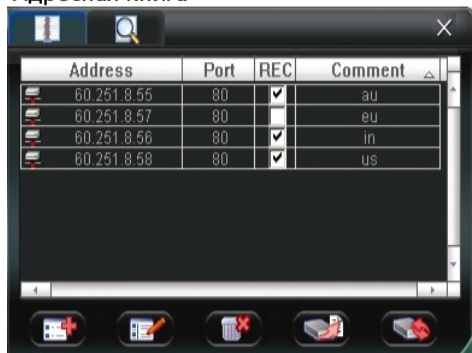 Адресная книга
Address Port REC Comment
60.251.8.55 80 au
60.251.8.57 80 eu
60.251.8.56 80 in
60.251.8.58 80 us